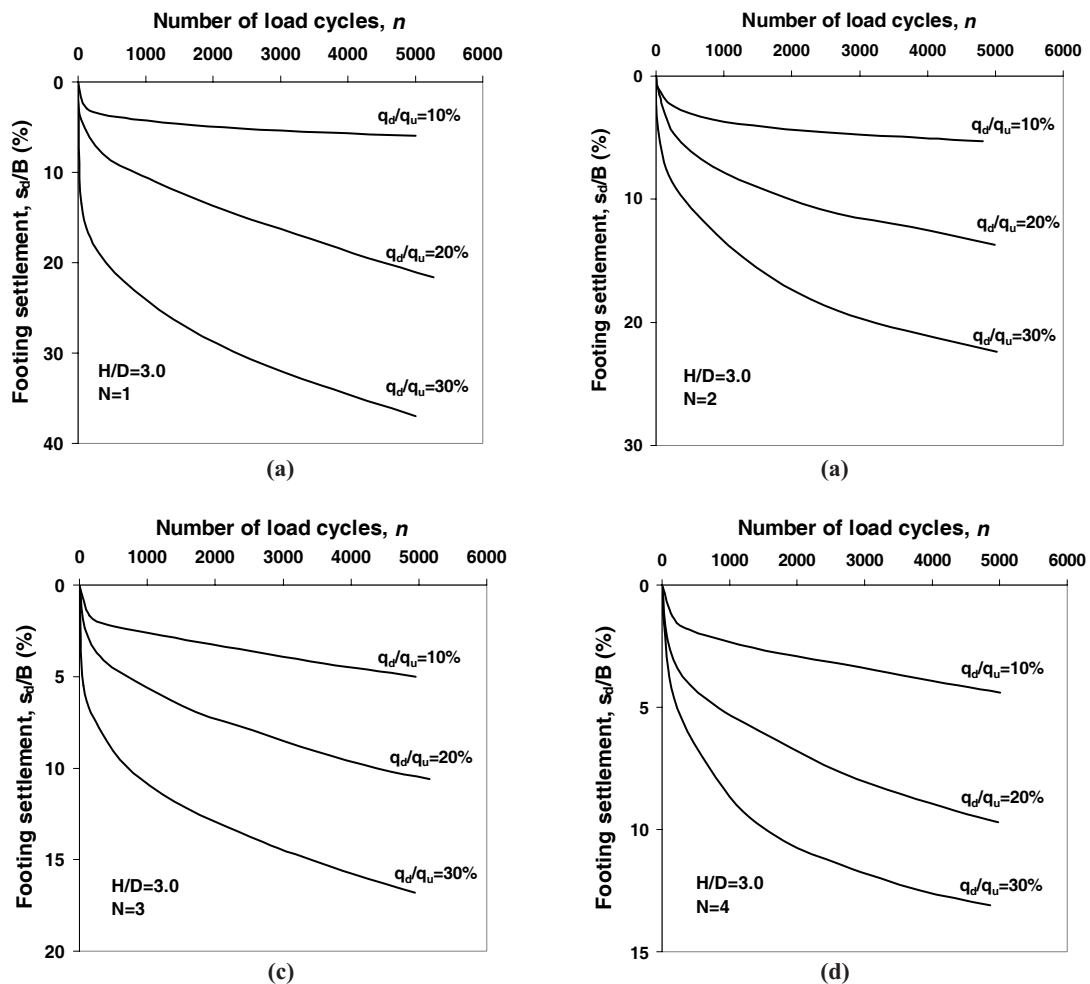 Number of load cycles, n
0 1000 2000 3000 4000 5000 6000
Footing settlement, sd/B (%)
0
10
20
30
40
qd/qu=10%
qd/qu=20%
qd/qu=30%
H/D=3.0
N=1
(a)
Number of load cycles, n
0 1000 2000 3000 4000 5000 6000
Footing settlement, sd/B (%)
0
10
20
30
qd/qu=10%
qd/qu=20%
qd/qu=30%
H/D=3.0
N=2
(a)
Number of load cycles, n
0 1000 2000 3000 4000 5000 6000
Footing settlement, sd/B (%)
0
5
10
15
20
qd/qu=10%
qd/qu=20%
qd/qu=30%
H/D=3.0
N=3
(c)
Number of load cycles, n
0 1000 2000 3000 4000 5000 6000
Footing settlement, sd/B (%)
0
5
10
15
qd/qu=10%
qd/qu=20%
qd/qu=30%
H/D=3.0
N=4
(d)